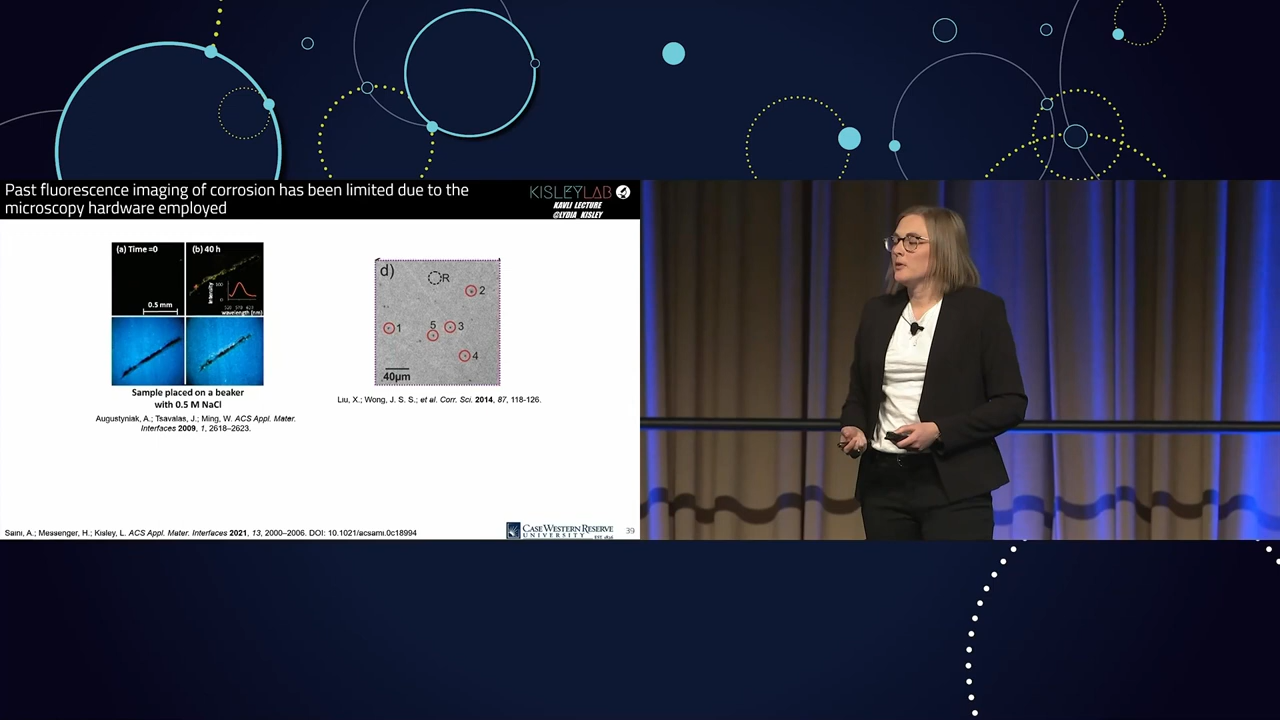 Past fluorescence imaging of corrosion has been limited due to the
microscopy hardware employed
KISLEYLAB
KAVLI LECTURE
@LYDIA_KISLEY
(a) Time =0
(b) 40 h
Intensity
wavelength (nm)
0.5 mm
Sample placed on a beaker
with 0.5 M NaCl
Augustyniak, A.; Tsavalas, J.; Ming, W. ACS Appl. Mater.
Interfaces 2009, 1, 2618–2623.
d)
R
2
1
5
3
4
40µm
Liu, X.; Wong, J. S. S.; et al. Corr. Sci. 2014, 87, 118-126.
Saini, A.; Messenger, H.; Kisley, L. ACS Appl. Mater. Interfaces 2021, 13, 2000–2006. DOI: 10.1021/acsami.0c18994
CASE WESTERN RESERVE
UNIVERSITY
39